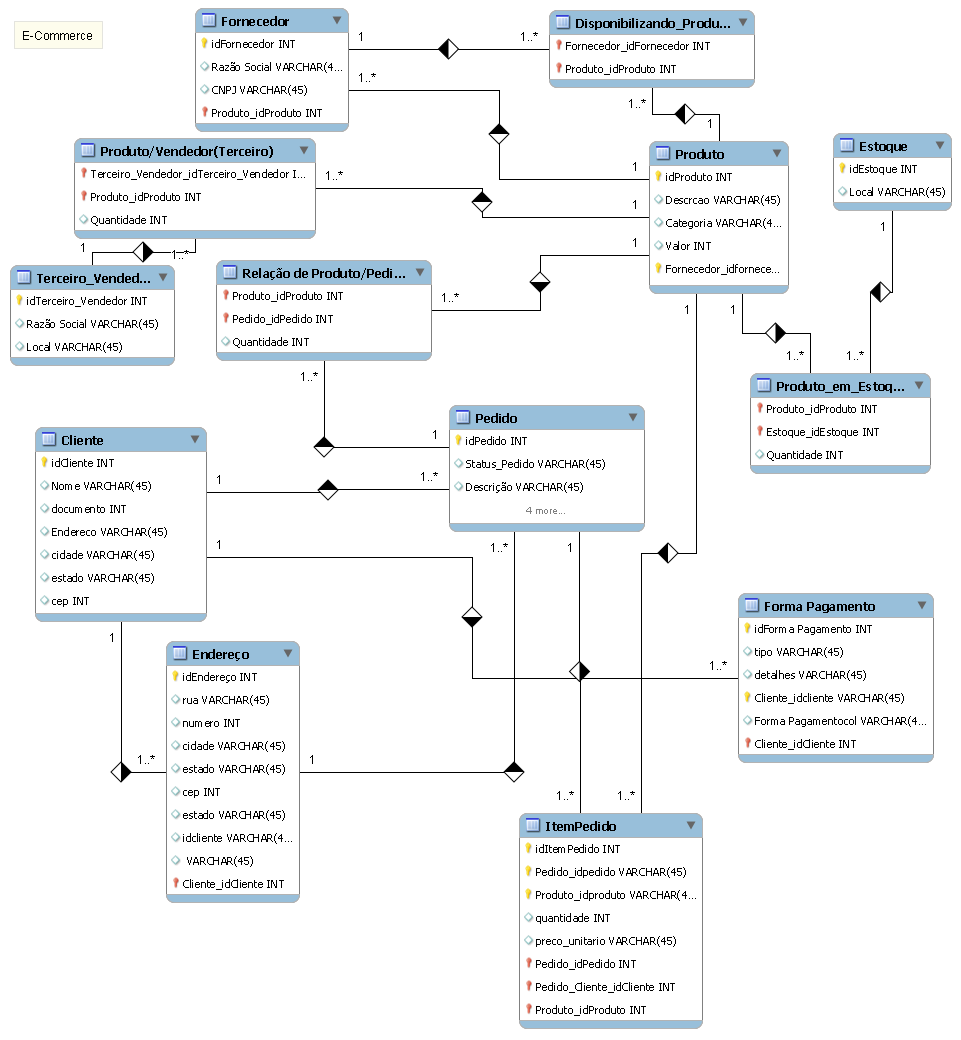 E-Commerce
Fornecedor
idFornecedor INT
Razão Social VARCHAR(4...
CNPJ VARCHAR(45)
Produto_idProduto INT
1
1..*
1..*
Disponibilizando_Produ...
Fornecedor_idFornecedor INT
Produto_idProduto INT
1..*
1
Produto/Vendedor(Terceiro)
Terceiro_Vendedor_idTerceiro_Vendedor I...
Produto_idProduto INT
Quantidade INT
1..*
1
1..*
Produto
idProduto INT
Descrcao VARCHAR(45)
Categoria VARCHAR(4...
Valor INT
Fornecedor_idfornece...
1
1
1
1
1
Estoque
idEstoque INT
Local VARCHAR(45)
1
Terceiro_Vended...
idTerceiro_Vendedor INT
Razão Social VARCHAR(45)
Local VARCHAR(45)
Relação de Produto/Pedi...
Produto_idProduto INT
Pedido_idPedido INT
Quantidade INT
1..*
1..*
1..*
1..*
Produto_em_Estoq...
Produto_idProduto INT
Estoque_idEstoque INT
Quantidade INT
Pedido
idPedido INT
Status_Pedido VARCHAR(45)
Descrição VARCHAR(45)
4 more...
1
1..*
1..*
1
Cliente
idCliente INT
Nome VARCHAR(45)
documento INT
Endereco VARCHAR(45)
cidade VARCHAR(45)
estado VARCHAR(45)
cep INT
1
1
1
Forma Pagamento
idForma Pagamento INT
tipo VARCHAR(45)
detalhes VARCHAR(45)
Cliente_idcliente VARCHAR(45)
Forma Pagamentocol VARCHAR(4...
Cliente_idCliente INT
1..*
Endereço
idEndereço INT
rua VARCHAR(45)
numero INT
cidade VARCHAR(45)
estado VARCHAR(45)
cep INT
estado VARCHAR(45)
idcliente VARCHAR(4...
VARCHAR(45)
Cliente_idCliente INT
1..*
1
1..*
1..*
ItemPedido
idItemPedido INT
Pedido_idpedido VARCHAR(45)
Produto_idproduto VARCHAR(4...
quantidade INT
preco_unitario VARCHAR(45)
Pedido_idPedido INT
Pedido_Cliente_idCliente INT
Produto_idProduto INT